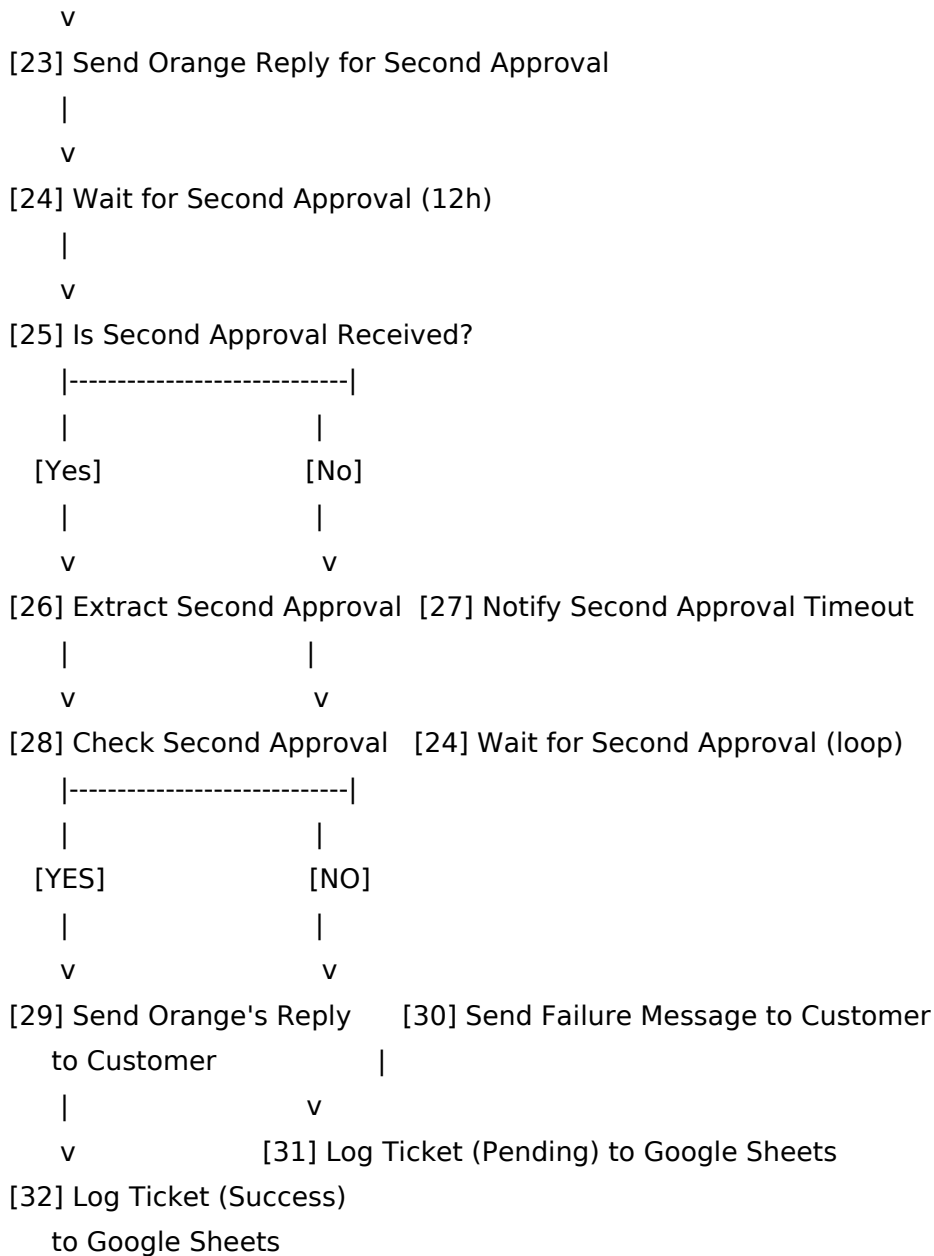 v
[23] Send Orange Reply for Second Approval
|
v
[24] Wait for Second Approval (12h)
|
v
[25] Is Second Approval Received?
|-----------------------------|
| |
[Yes] [No]
| |
v v
[26] Extract Second Approval [27] Notify Second Approval Timeout
| |
v v
[28] Check Second Approval [24] Wait for Second Approval (loop)
|-----------------------------|
| |
[YES] [NO]
| |
v v
[29] Send Orange's Reply [30] Send Failure Message to Customer
to Customer |
| v
v [31] Log Ticket (Pending) to Google Sheets
[32] Log Ticket (Success)
to Google Sheets